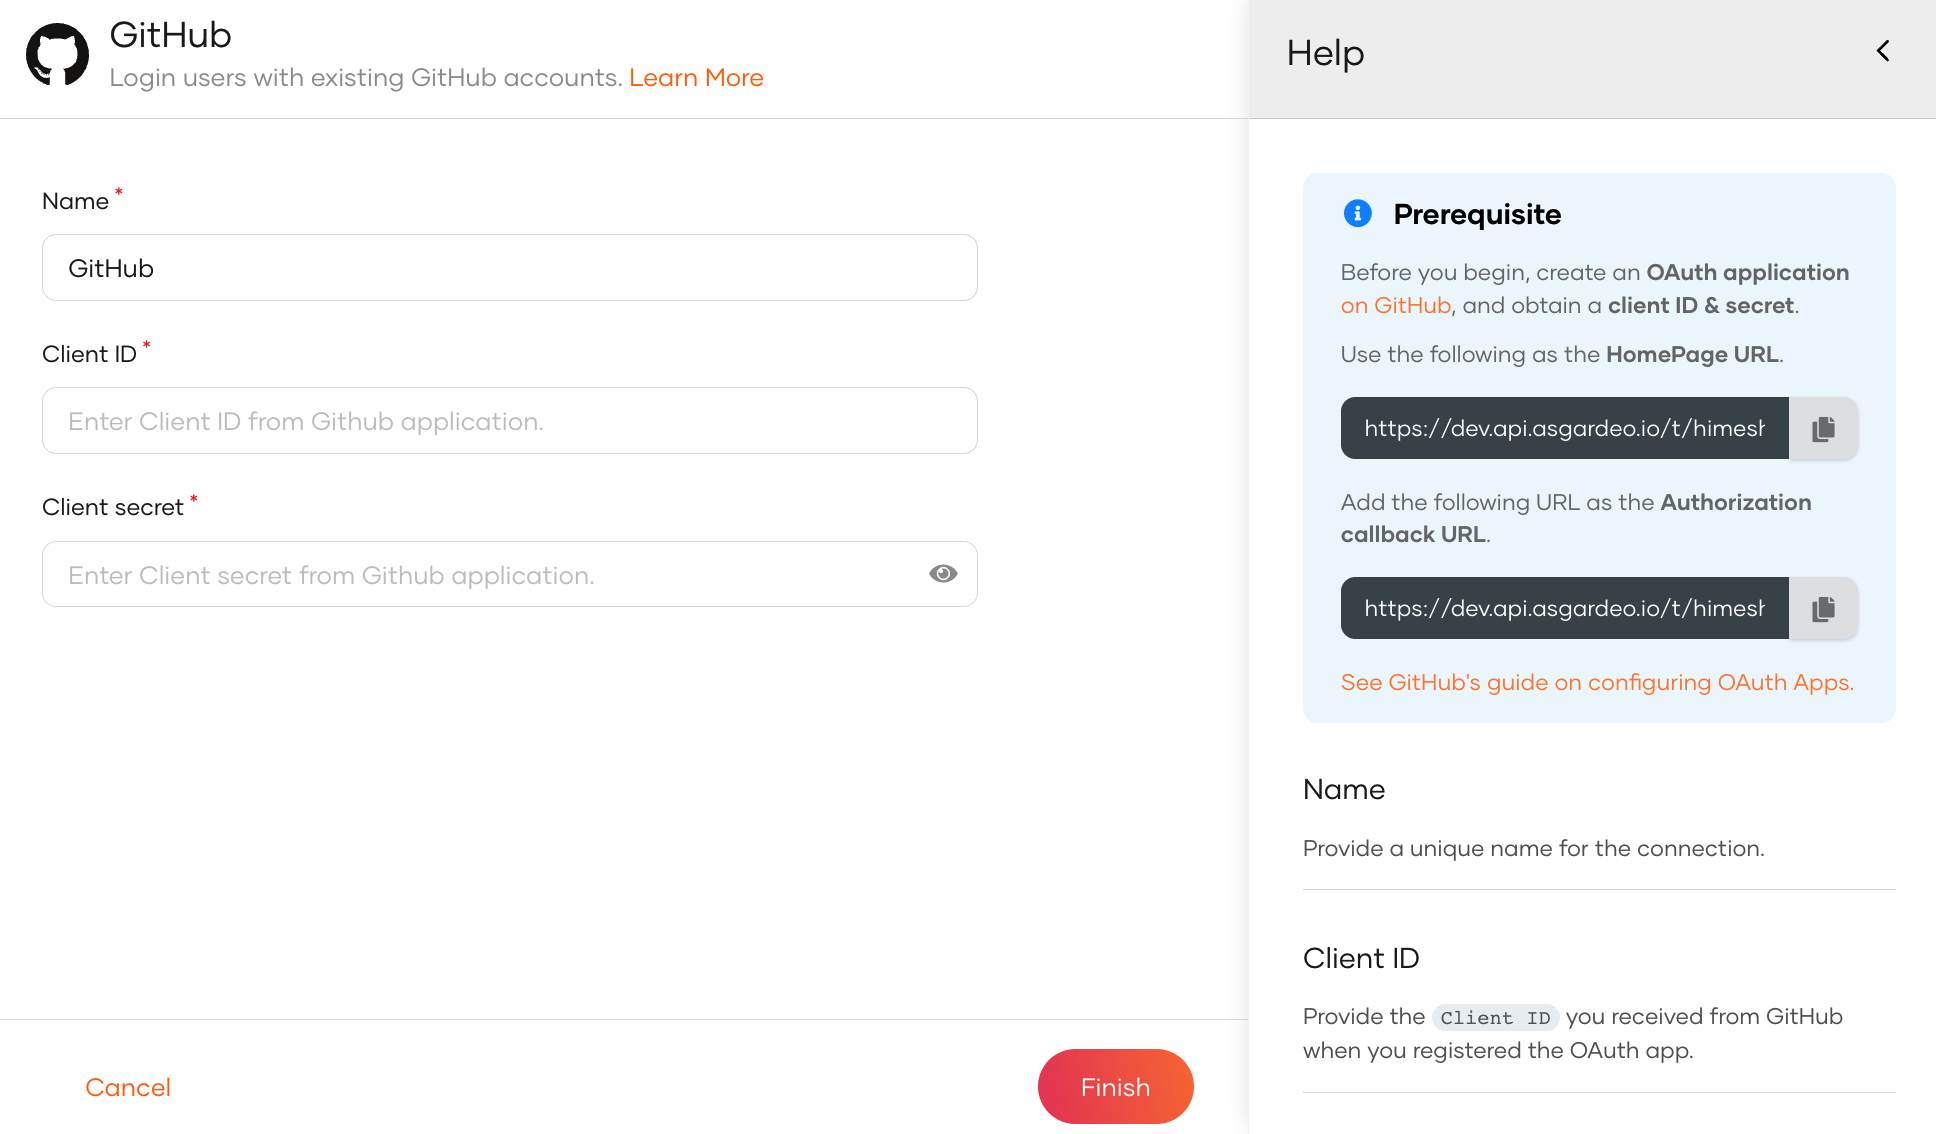 GitHub
Login users with existing GitHub accounts. Learn More
Name *
GitHub
Client ID *
Enter Client ID from Github application.
Client secret *
Enter Client secret from Github application.
Cancel
Finish
Help
Prerequisite
Before you begin, create an OAuth application
on GitHub, and obtain a client ID & secret.
Use the following as the HomePage URL.
https://dev.api.asgardeo.io/t/himesh
Add the following URL as the Authorization
callback URL.
https://dev.api.asgardeo.io/t/himesh
See GitHub's guide on configuring OAuth Apps.
Name
Provide a unique name for the connection.
Client ID
Provide the Client ID you received from GitHub
when you registered the OAuth app.